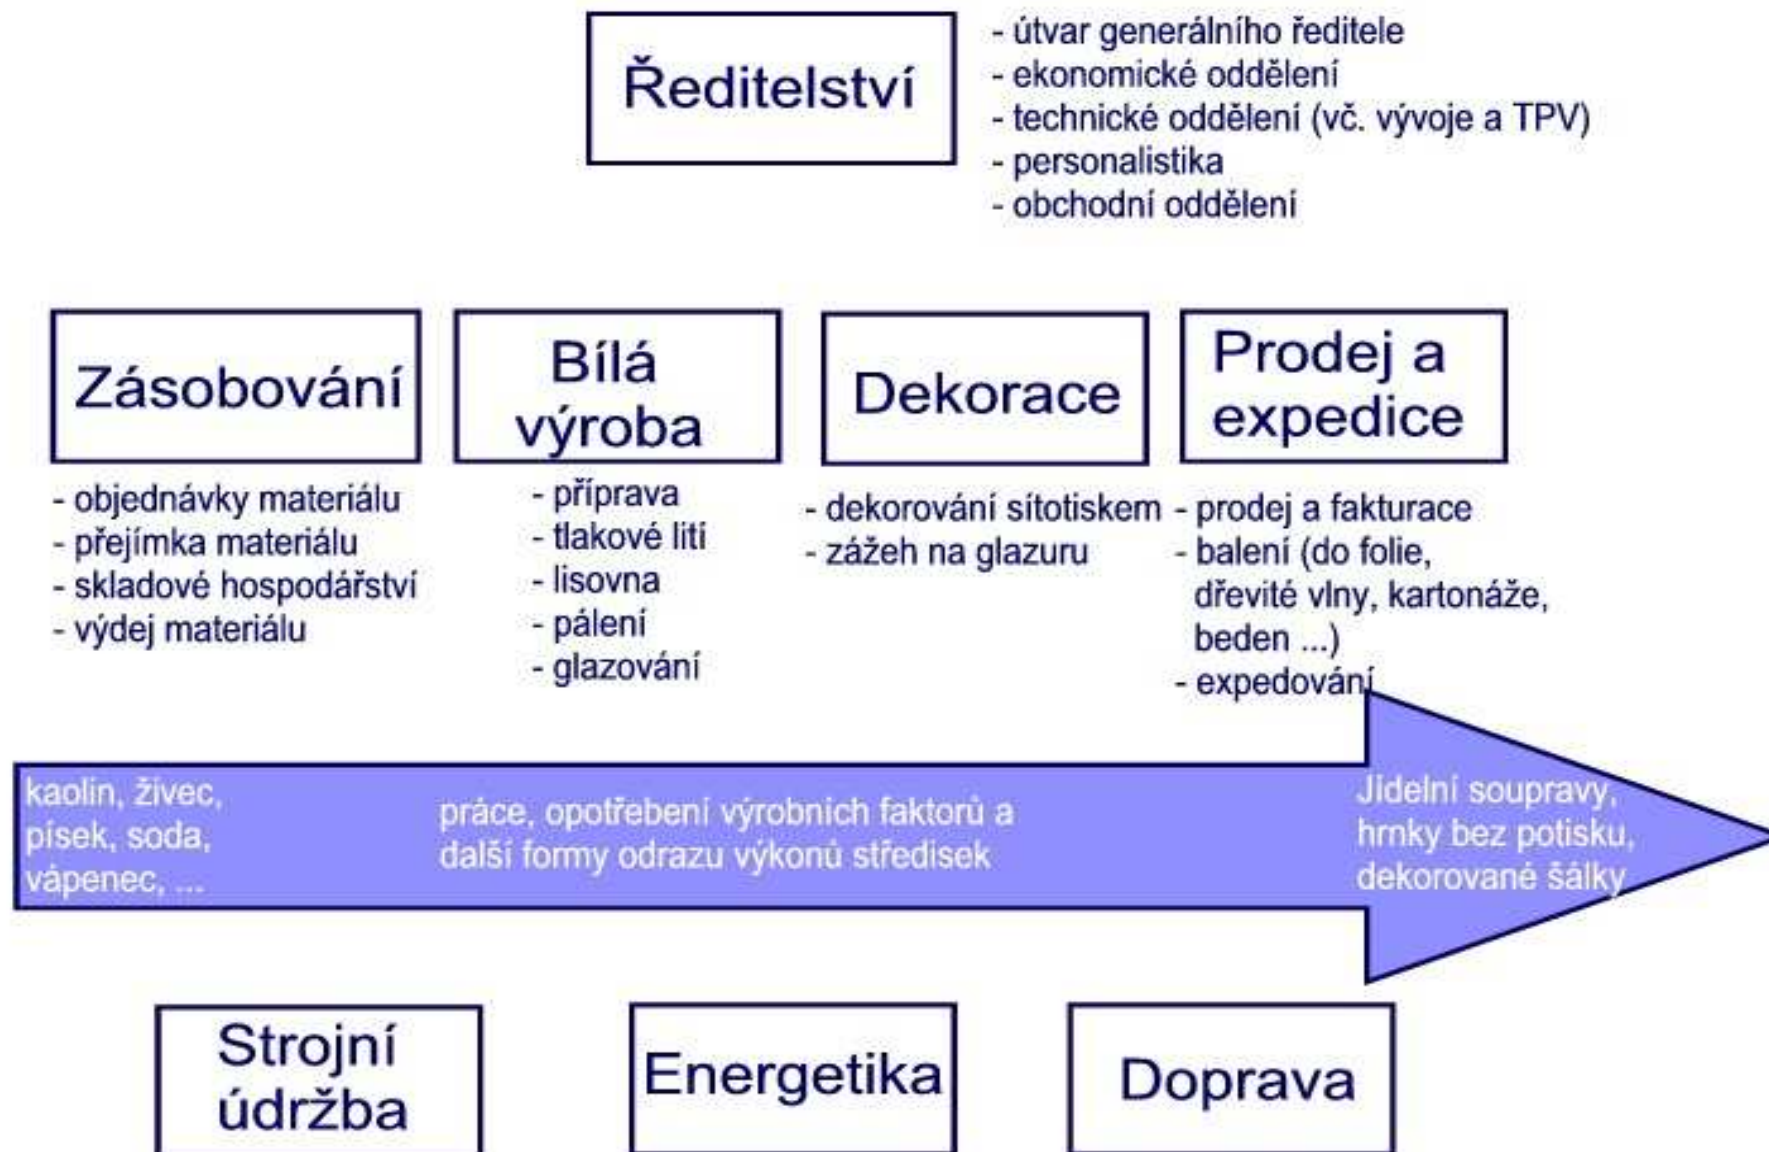 Ředitelství
- útvar generálního ředitele
- ekonomické oddělení
- technické oddělení (vč. vývoje a TPV)
- personalistika
- obchodní oddělení
Zásobování
- objednávky materiálu
- přejímka materiálu
- skladové hospodářství
- výdej materiálu
Bílá
výroba
- příprava
- tlakové lití
- lisovna
- pálení
- glazování
Dekorace
- dekorování sítotiskem
- zážeh na glazuru
Prodej a
expedice
- prodej a fakturace
- balení (do folie,
dřevité vlny, kartonáže,
beden ...)
- expedování
kaolin, živec,
písek, soda,
vápenec, ...
práce, opotřebení výrobních faktorů a
další formy odrazu výkonů středisek
Jídelní soupravy,
hrnky bez potisku,
dekorované šálky
Strojní
údržba
Energetika
Doprava